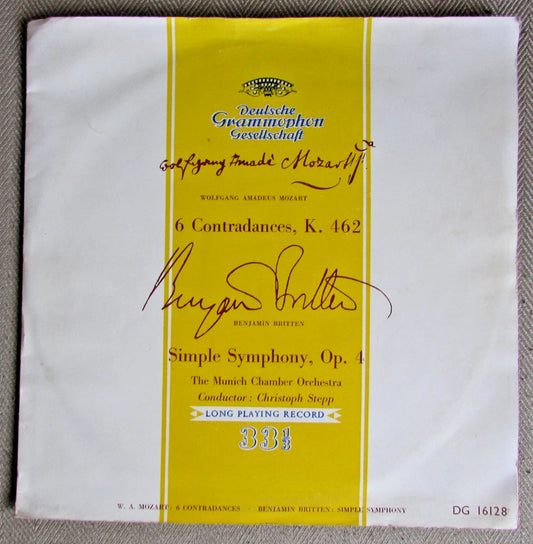 Deutsche
Grammophon
Gesellschaft
Wolfgang Amadè Mozart
WOLFGANG AMADEUS MOZART
6 Contradances, K. 462
Benjamin Britten
BENJAMIN BRITTEN
Simple Symphony, Op. 4
The Munich Chamber Orchestra
Conductor : Christoph Stepp
LONG PLAYING RECORD
33⅓
W. A. MOZART: 6 CONTRADANCES - BENJAMIN BRITTEN: SIMPLE SYMPHONY
DG 16128